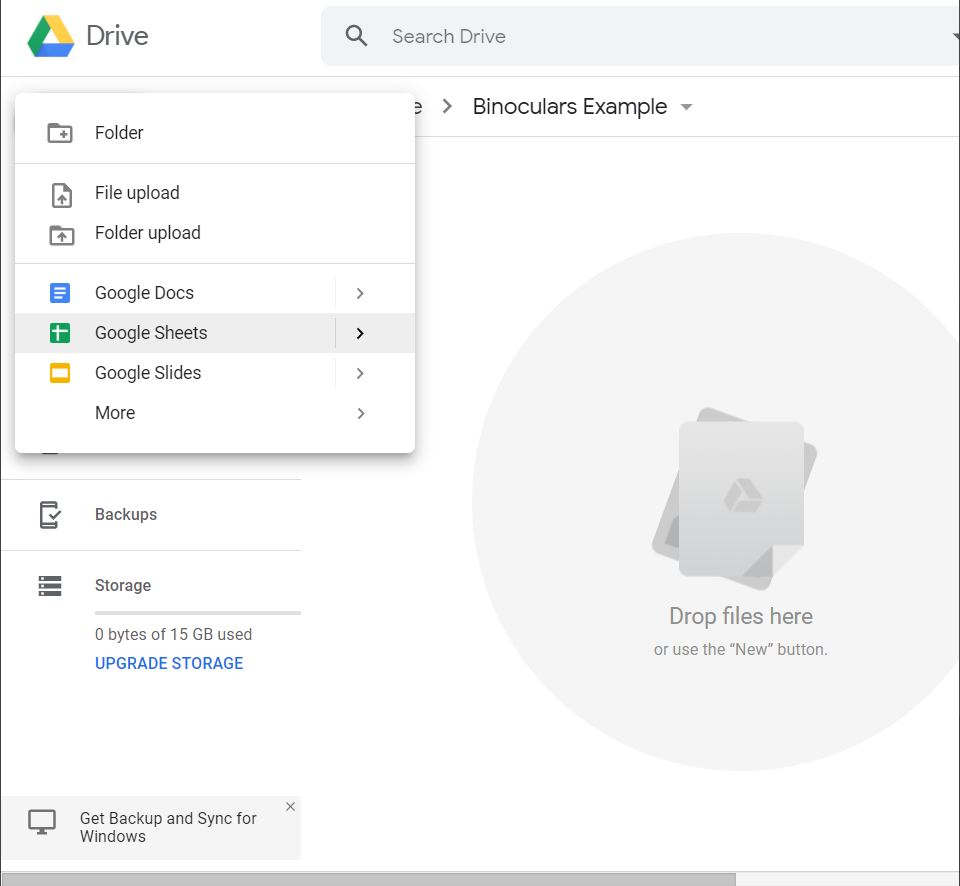 Drive
Search Drive
e > Binoculars Example
Folder
File upload
Folder upload
Google Docs
Google Sheets
Google Slides
More
Backups
Storage
0 bytes of 15 GB used
UPGRADE STORAGE
Drop files here
or use the “New” button.
Get Backup and Sync for
Windows